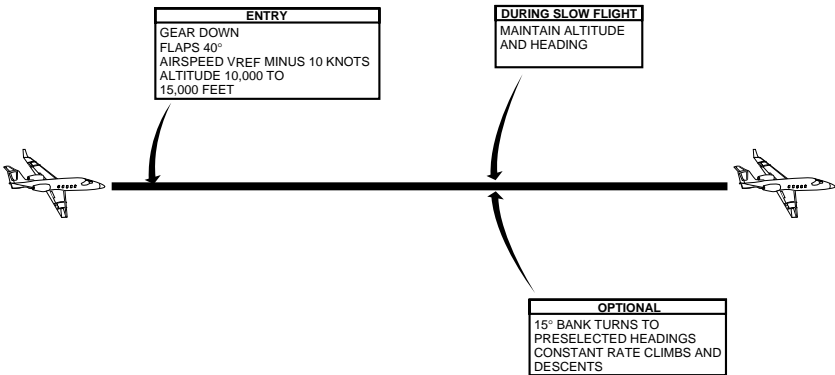 ENTRY
GEAR DOWN
FLAPS 40°
AIRSPEED VREF MINUS 10 KNOTS
ALTITUDE 10,000 TO
15,000 FEET
DURING SLOW FLIGHT
MAINTAIN ALTITUDE
AND HEADING
OPTIONAL
15° BANK TURNS TO
PRESELECTED HEADINGS
CONSTANT RATE CLIMBS AND
DESCENTS